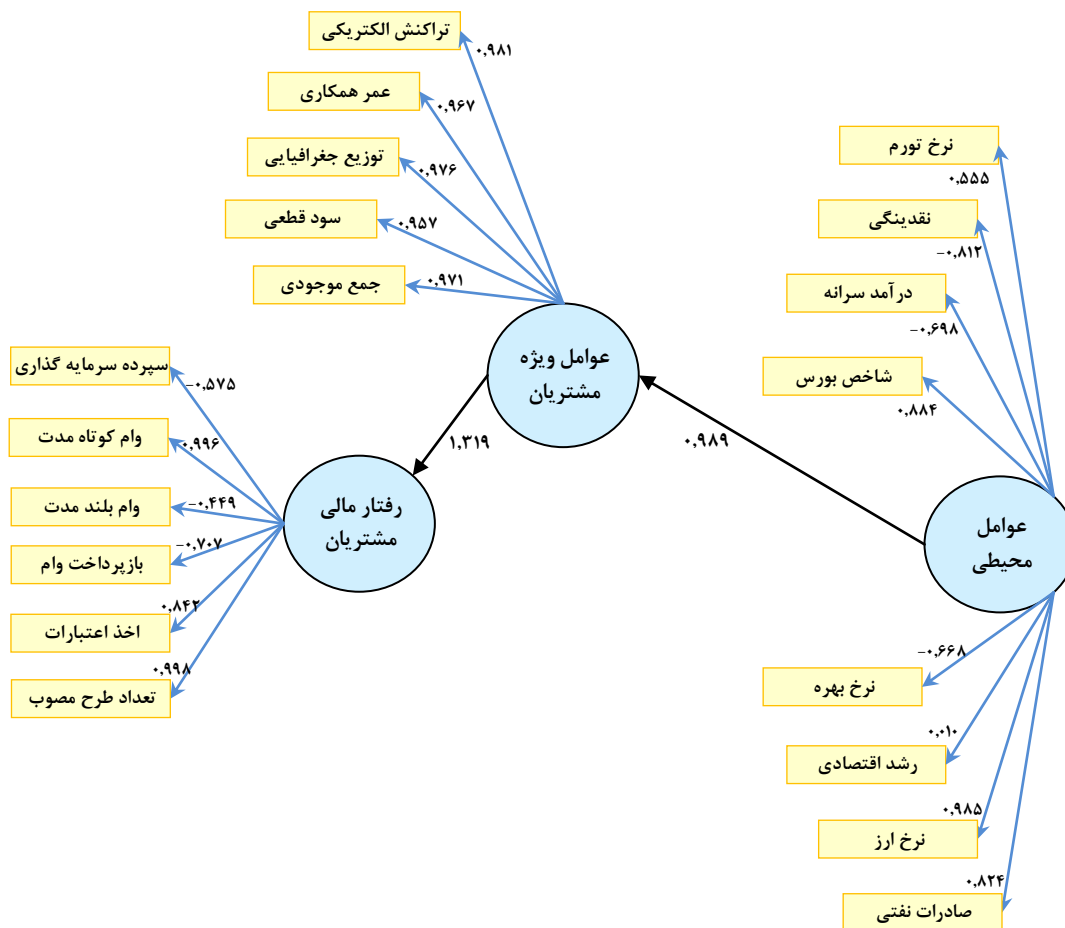 تراکنش الکتریکی
۰,۹۸۱
عمر همکاری
۰,۹۶۷
توزیع جغرافیایی
۰,۹۷۶
سود قطعی
۰,۹۵۷
جمع موجودی
۰,۹۷۱
عوامل ویژه
مشتریان
نرخ تورم
۰,۵۵۵
نقدینگی
-۰,۸۱۲
درآمد سرانه
-۰,۶۹۸
شاخص بورس
۰,۸۸۴
عوامل
محیطی
۰,۹۸۹
۱,۳۱۹
سپرده سرمایه گذاری
-۰,۵۷۵
وام کوتاه مدت
۰,۹۹۶
وام بلند مدت
-۰,۴۴۹
بازپرداخت وام
-۰,۷۰۷
اخذ اعتبارات
۰,۸۴۲
تعداد طرح مصوب
۰,۹۹۸
رفتار مالی
مشتریان
نرخ بهره
-۰,۶۶۸
رشد اقتصادی
۰,۰۱۰
نرخ ارز
۰,۹۸۵
صادرات نفتی
۰,۸۲۴